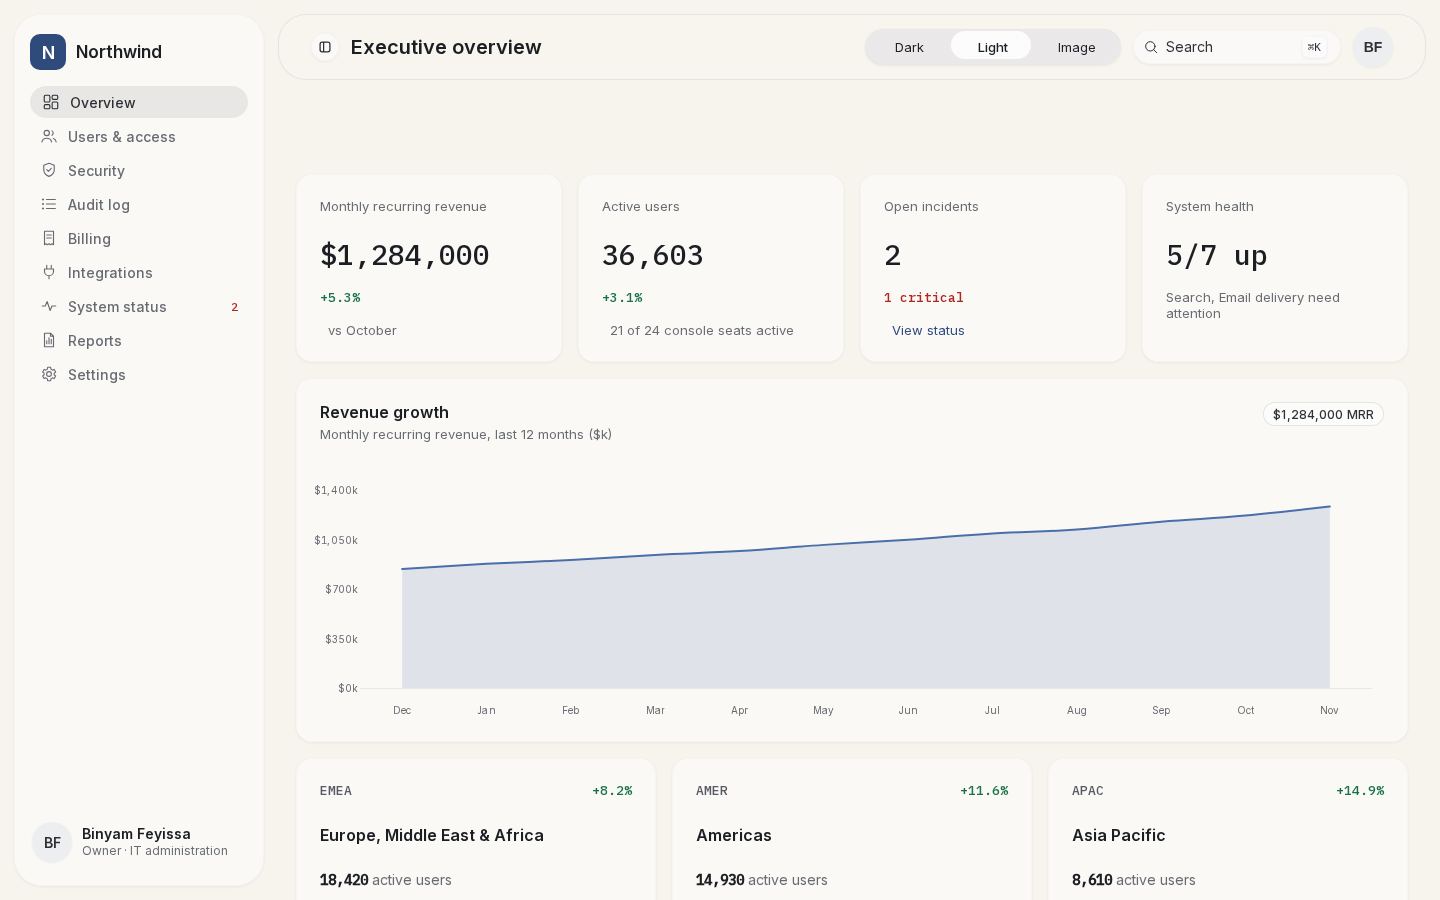 N Northwind
Overview
Users & access
Security
Audit log
Billing
Integrations
System status 2
Reports
Settings
BF
Binyam Feyissa
Owner · IT administration
Executive overview
Dark Light Image
Search ⌘K
BF
Monthly recurring revenue
$1,284,000
+5.3%
vs October
Active users
36,603
+3.1%
21 of 24 console seats active
Open incidents
2
1 critical
View status
System health
5/7 up
Search, Email delivery need
attention
Revenue growth
Monthly recurring revenue, last 12 months ($k)
$1,284,000 MRR
$1,400k
$1,050k
$700k
$350k
$0k
Dec Jan Feb Mar Apr May Jun Jul Aug Sep Oct Nov
EMEA +8.2%
Europe, Middle East & Africa
18,420 active users
AMER +11.6%
Americas
14,930 active users
APAC +14.9%
Asia Pacific
8,610 active users